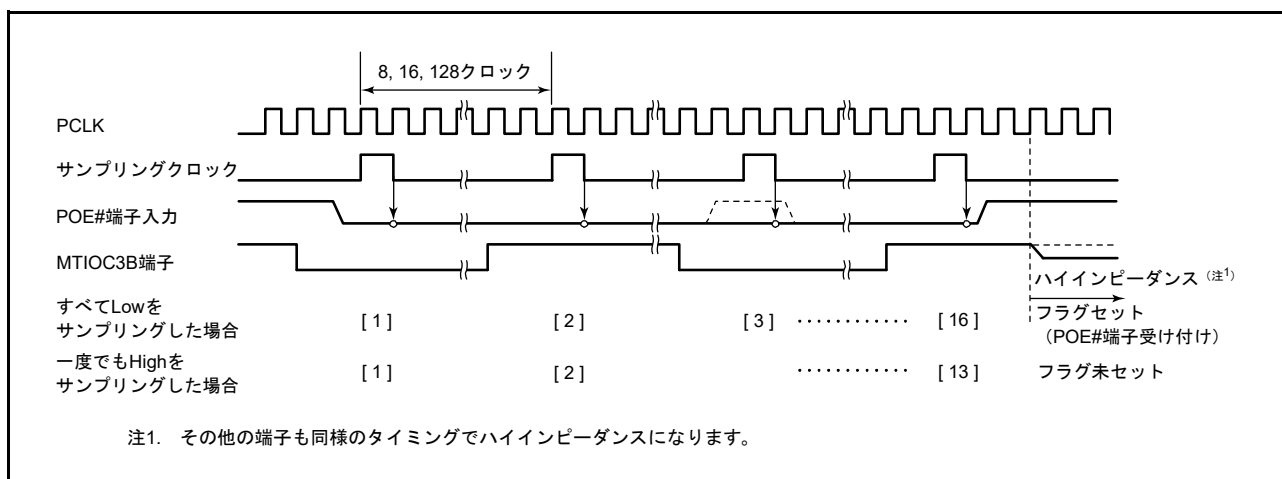 8, 16, 128クロック
PCLK
サンプリングクロック
POE#端子入力
MTIOC3B端子
ハイインピーダンス（注1）
すべてLowを
サンプリングした場合
[ 1 ] [ 2 ] [ 3 ] ············ [ 16 ]
フラグセット
（POE#端子受け付け）
一度でもHighを
サンプリングした場合
[ 1 ] [ 2 ] ············ [ 13 ] フラグ未セット
注1. その他の端子も同様のタイミングでハイインピーダンスになります。